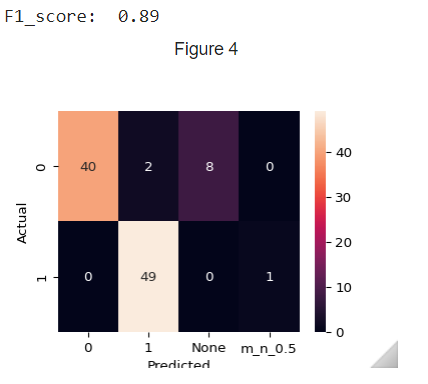 F1_score: 0.89
Figure 4
0 40 2 8 0
1 0 49 0 1
Actual
0 1 None m_n_0.5
Predicted
40
30
20
10
0